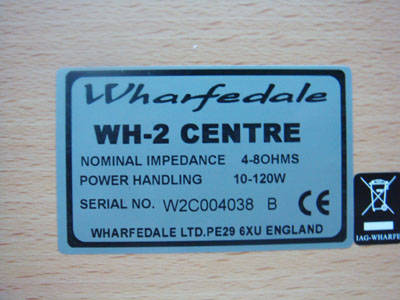 Wharfedale
WH-2 CENTRE
NOMINAL IMPEDANCE 4-8OHMS
POWER HANDLING 10-120W
SERIAL NO. W2C004038 B CE
WHARFEDALE LTD.PE29 6XU ENGLAND